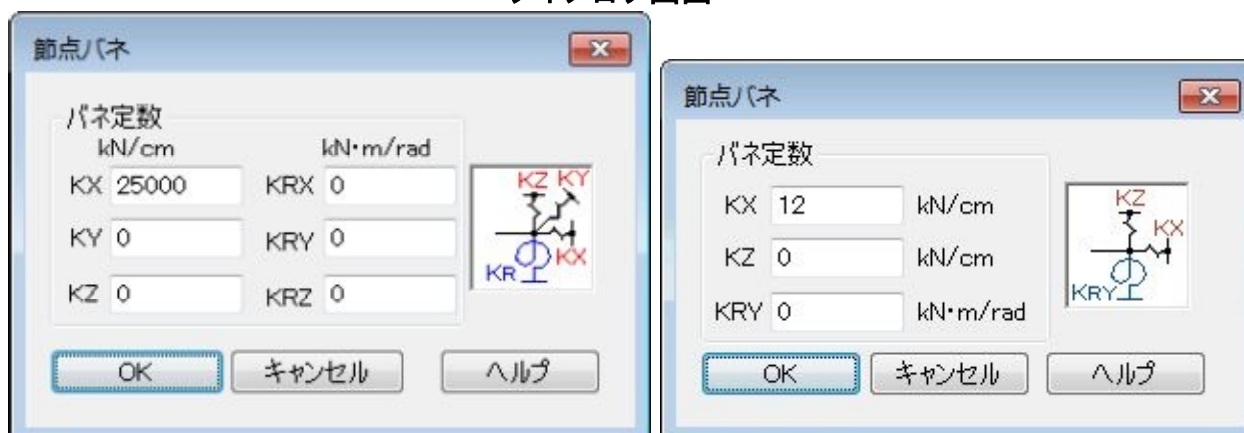 節点バネ
バネ定数
kN/cm kN・m/rad
KX 25000 KRX 0
KY 0 KRY 0
KZ 0 KRZ 0
KZ KY
KX
KR
OK キャンセル ヘルプ
節点バネ
バネ定数
KX 12 kN/cm
KZ 0 kN/cm
KRY 0 kN・m/rad
KZ
KX
KRY
OK キャンセル ヘルプ